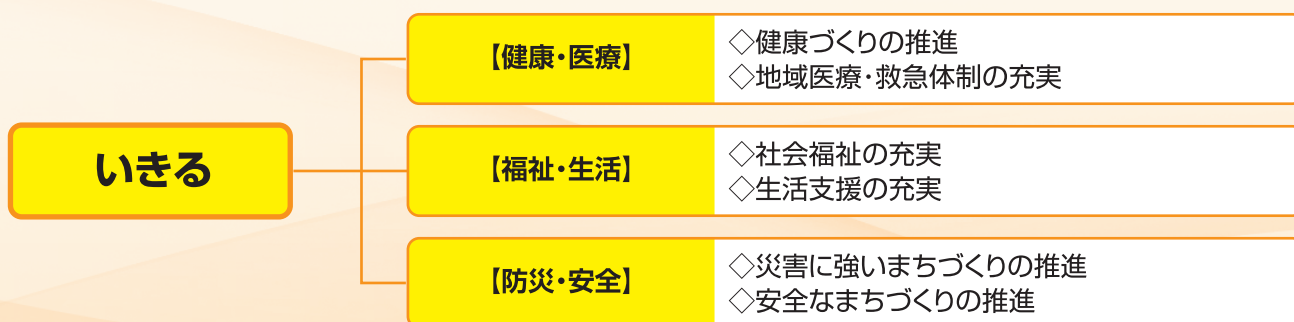 いきる
【健康・医療】
◇健康づくりの推進
◇地域医療・救急体制の充実
【福祉・生活】
◇社会福祉の充実
◇生活支援の充実
【防災・安全】
◇災害に強いまちづくりの推進
◇安全なまちづくりの推進